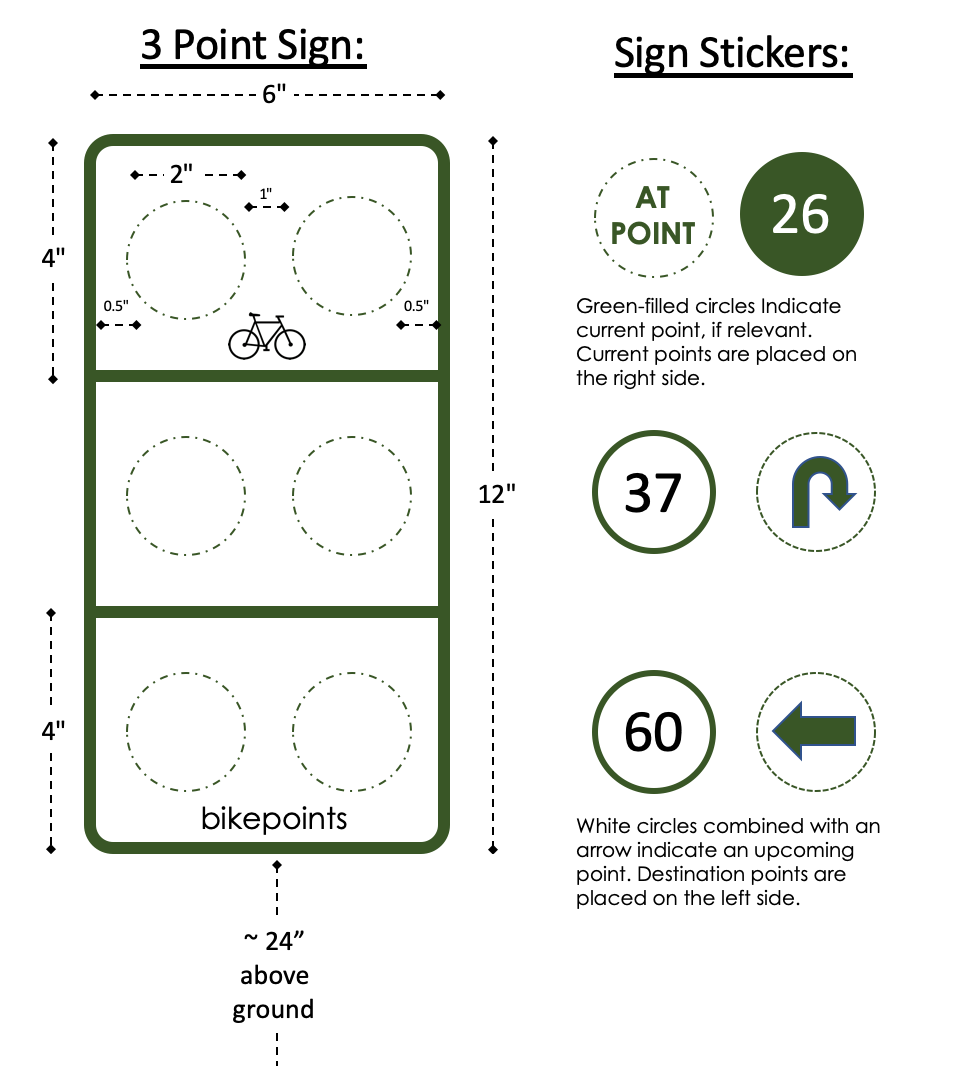 3 Point Sign:
6"
2"
1"
4"
0.5"
0.5"
12"
4"
bikepoints
~ 24”
above
ground
Sign Stickers:
AT
POINT
26
Green-filled circles Indicate
current point, if relevant.
Current points are placed on
the right side.
37
60
White circles combined with an
arrow indicate an upcoming
point. Destination points are
placed on the left side.